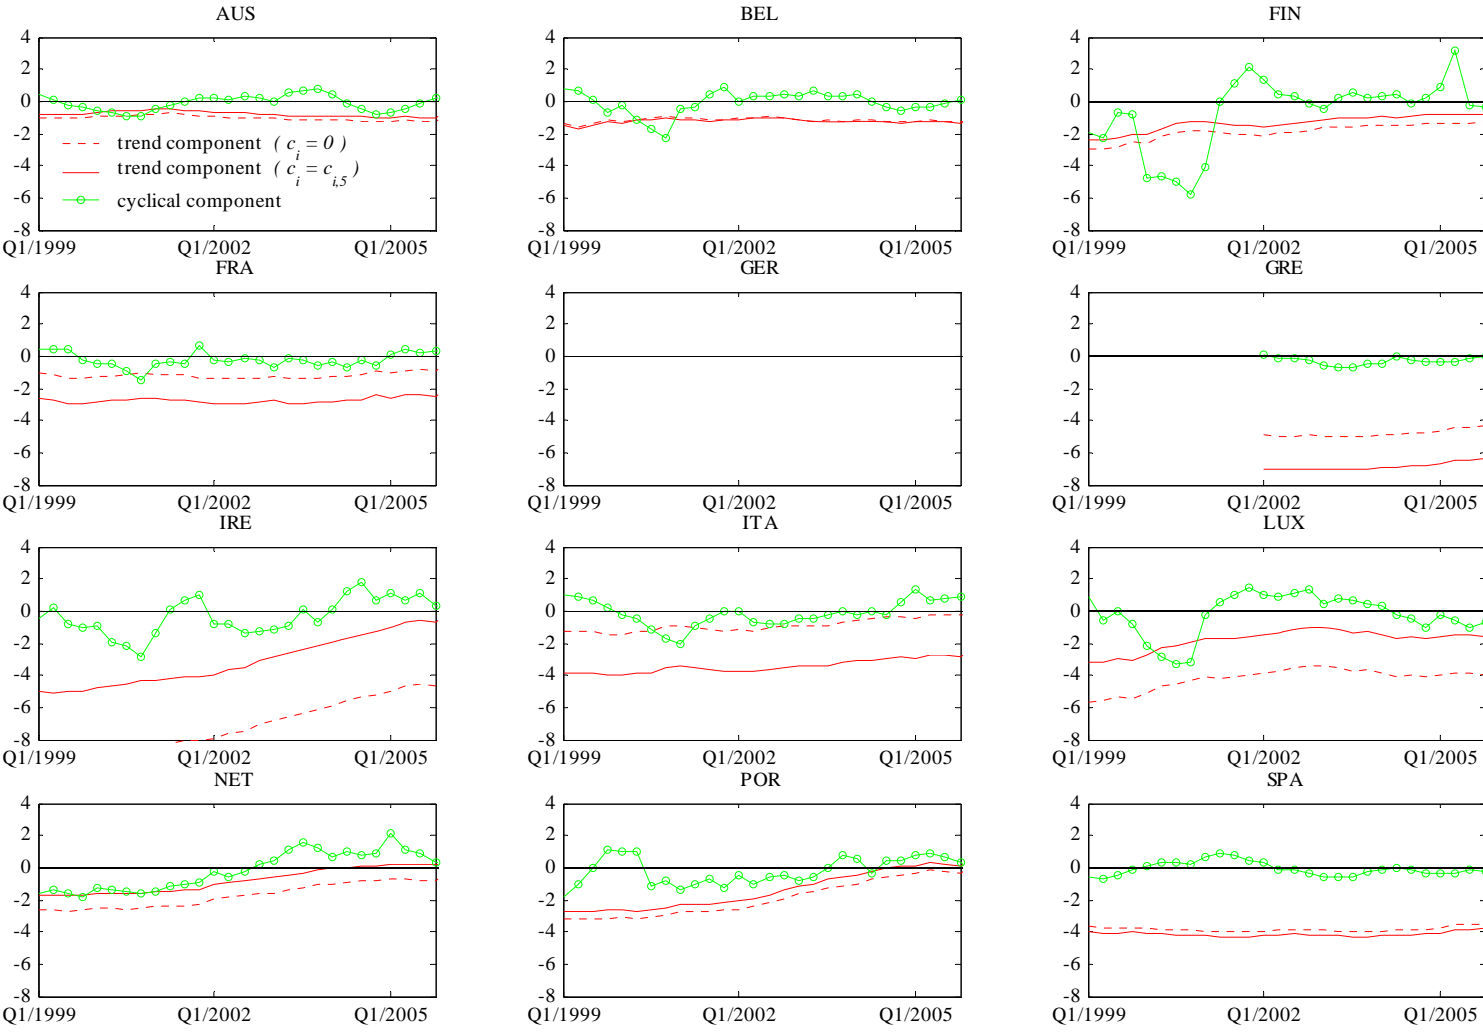 AUS BEL FIN
4 4 4
2 2 2
0 0 0
-2 -2 -2
-4 -4 -4
-6 -6 -6
-8 -8 -8
trend component ( c_i = 0 )
trend component ( c_i = c_i,5 )
cyclical component
Q1/1999 Q1/2002 Q1/2005 Q1/1999 Q1/2002 Q1/2005 Q1/1999 Q1/2002 Q1/2005
FRA GER GRE
4 4 4
2 2 2
0 0 0
-2 -2 -2
-4 -4 -4
-6 -6 -6
-8 -8 -8
Q1/1999 Q1/2002 Q1/2005 Q1/1999 Q1/2002 Q1/2005 Q1/1999 Q1/2002 Q1/2005
IRE ITA LUX
4 4 4
2 2 2
0 0 0
-2 -2 -2
-4 -4 -4
-6 -6 -6
-8 -8 -8
Q1/1999 Q1/2002 Q1/2005 Q1/1999 Q1/2002 Q1/2005 Q1/1999 Q1/2002 Q1/2005
NET POR SPA
4 4 4
2 2 2
0 0 0
-2 -2 -2
-4 -4 -4
-6 -6 -6
-8 -8 -8
Q1/1999 Q1/2002 Q1/2005 Q1/1999 Q1/2002 Q1/2005 Q1/1999 Q1/2002 Q1/2005